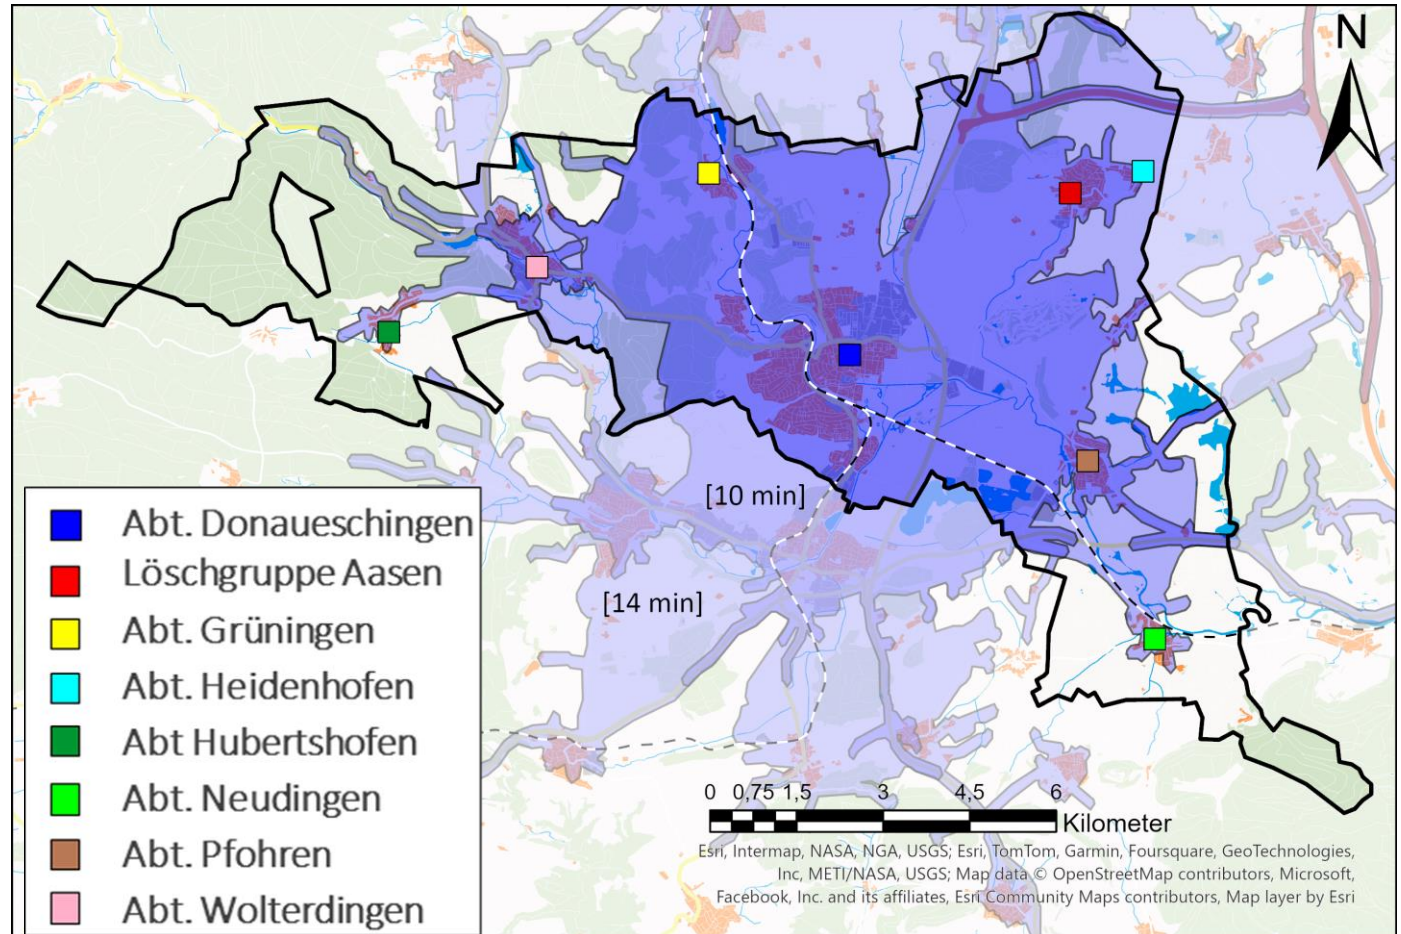 N
[10 min]
[14 min]
Abt. Donaueschingen
Löschgruppe Aasen
Abt. Grüningen
Abt. Heidenhofen
Abt Hubertshofen
Abt. Neudingen
Abt. Pfohren
Abt. Wolterdingen
0 0,75 1,5 3 4,5 6
Kilometer
Esri, Intermap, NASA, NGA, USGS; Esri, TomTom, Garmin, Foursquare, GeoTechnologies,
Inc, METI/NASA, USGS; Map data © OpenStreetMap contributors, Microsoft,
Facebook, Inc. and its affiliates, Esri Community Maps contributors, Map layer by Esri